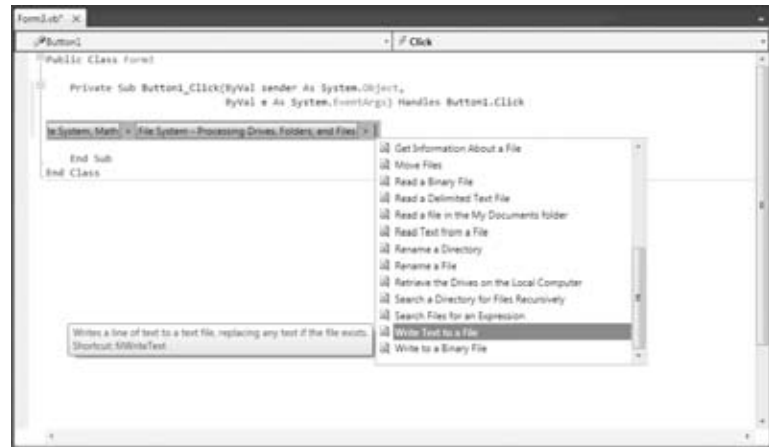 Form1.vb* ×
Button1
Click
Public Class Form1
Private Sub Button1_Click(ByVal sender As System.Object,
ByVal e As System.EventArgs) Handles Button1.Click
le System, Math > File System - Processing Drives, Folders, and Files >
End Sub
End Class
Get Information About a File
Move Files
Read a Binary File
Read a Delimited Text File
Read a file in the My Documents folder
Read Text from a File
Rename a Directory
Rename a File
Retrieve the Drives on the Local Computer
Search a Directory for Files Recursively
Search Files for an Expression
Write Text to a File
Write to a Binary File
Writes a line of text to a text file, replacing any text if the file exists.
Shortcut: filWriteText